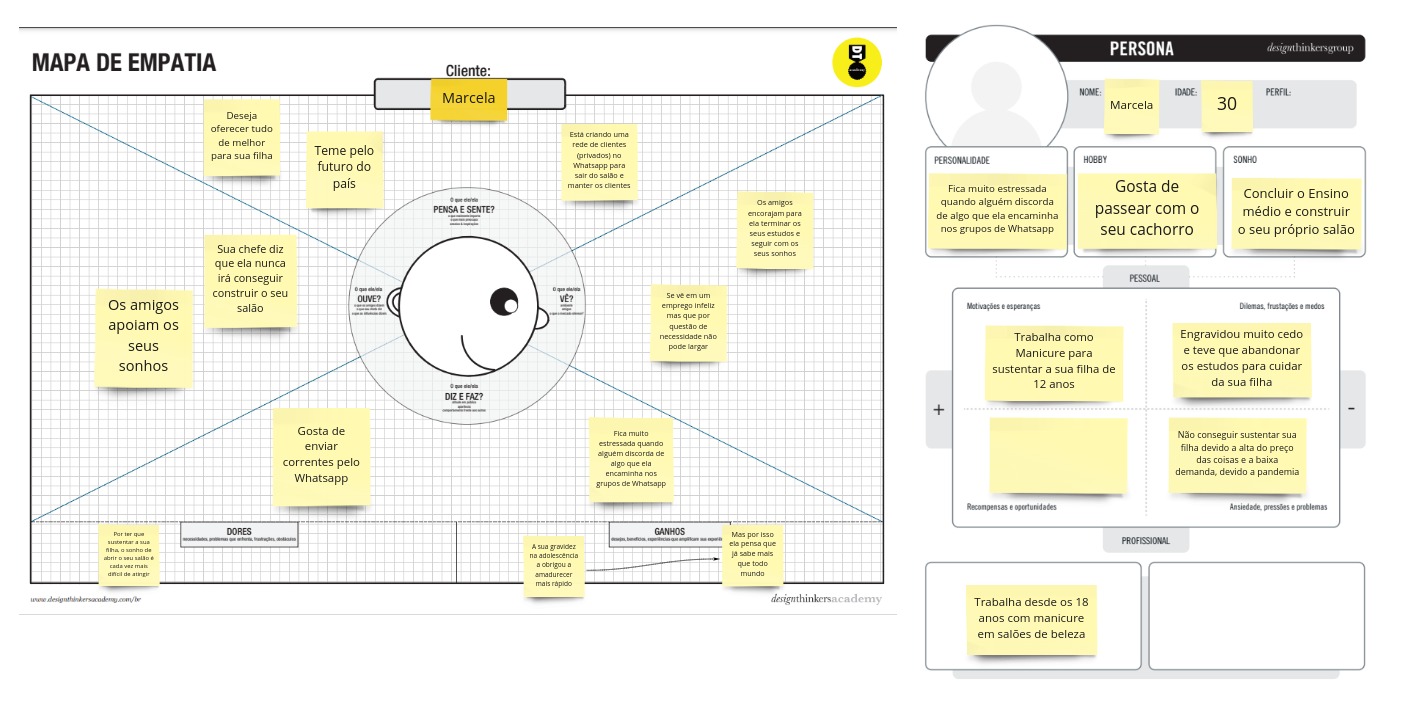 MAPA DE EMPATIA
Cliente:
Marcela
Deseja
oferecer tudo
de melhor
para sua filha
Teme pelo
futuro do
país
Está criando uma
rede de clientes
(privados) no
Whatsapp para
sair do salão e
manter os clientes
Os amigos
encorajam para
ela terminar os
seus estudos e
seguir com os
seus sonhos
Sua chefe diz
que ela nunca
irá conseguir
construir o seu
salão
Os amigos
apoiam os
seus
sonhos
O que ele/ela
PENSA E SENTE?
O que ele/ela
OUVE?
O que ele/ela
VÊ?
O que ele/ela
DIZ E FAZ?
Se vê em um
emprego infeliz
mas que por
questão de
necessidade não
pode largar
Gosta de
enviar
correntes pelo
Whatsapp
Fica muito
estressada quando
alguém discorda de
algo que ela
encaminha nos
grupos de Whatsapp
Por ter que
sustentar a sua
filha, o sonho de
abrir o seu salão é
cada vez mais
difícil de atingir
DORES
necessidades, problemas que enfrenta, frustrações, obstáculos
A sua gravidez
na adolescência
a obrigou a
amadurecer
mais rápido
GANHOS
desejos, benefícios, experiências que amplificam sua
Mas por isso
ela pensa que
já sabe mais
que todo
mundo
www.designthinkersacademy.com/br
designthinkersacademy
DT
PERSONA
designthinkersgroup
NOME:
Marcela
IDADE:
30
PERFIL:
PERSONALIDADE
Fica muito estressada
quando alguém discorda
de algo que ela encaminha
nos grupos de Whatsapp
HOBBY
Gosta de
passear com o
seu cachorro
SONHO
Concluir o Ensino
médio e construir
o seu próprio salão
PESSOAL
Motivações e esperanças
Dilemas, frustações e medos
Trabalha como
Manicure para
sustentar a sua filha de
12 anos
Engravidou muito cedo
e teve que abandonar
os estudos para cuidar
da sua filha
+
-
Não conseguir sustentar sua
filha devido a alta do preço
das coisas e a baixa
demanda, devido a pandemia
Recompensas e oportunidades
Ansiedade, pressões e problemas
PROFISSIONAL
Trabalha desde os 18
anos com manicure
em salões de beleza